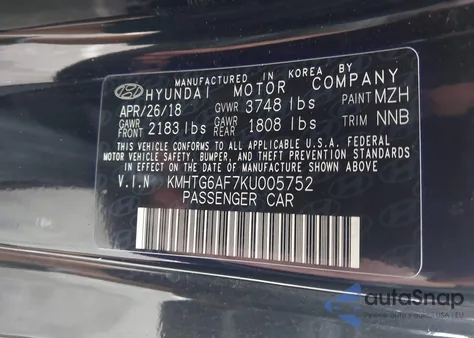 MANUFACTURED IN KOREA BY
HYUNDAI MOTOR COMPANY
APR/26/18 GVWR 3748 lbs PAINT MZH
GAWR FRONT 2183 lbs GAWR REAR 1808 lbs TRIM NNB
THIS VEHICLE CONFORMS TO ALL APPLICABLE U.S.A. FEDERAL
MOTOR VEHICLE SAFETY, BUMPER, AND THEFT PREVENTION STANDARDS
IN EFFECT ON THE DATE OF MANUFACTURE SHOWN ABOVE.
V.I.N KMHTG6AF7KU005752
PASSENGER CAR
autoSnap